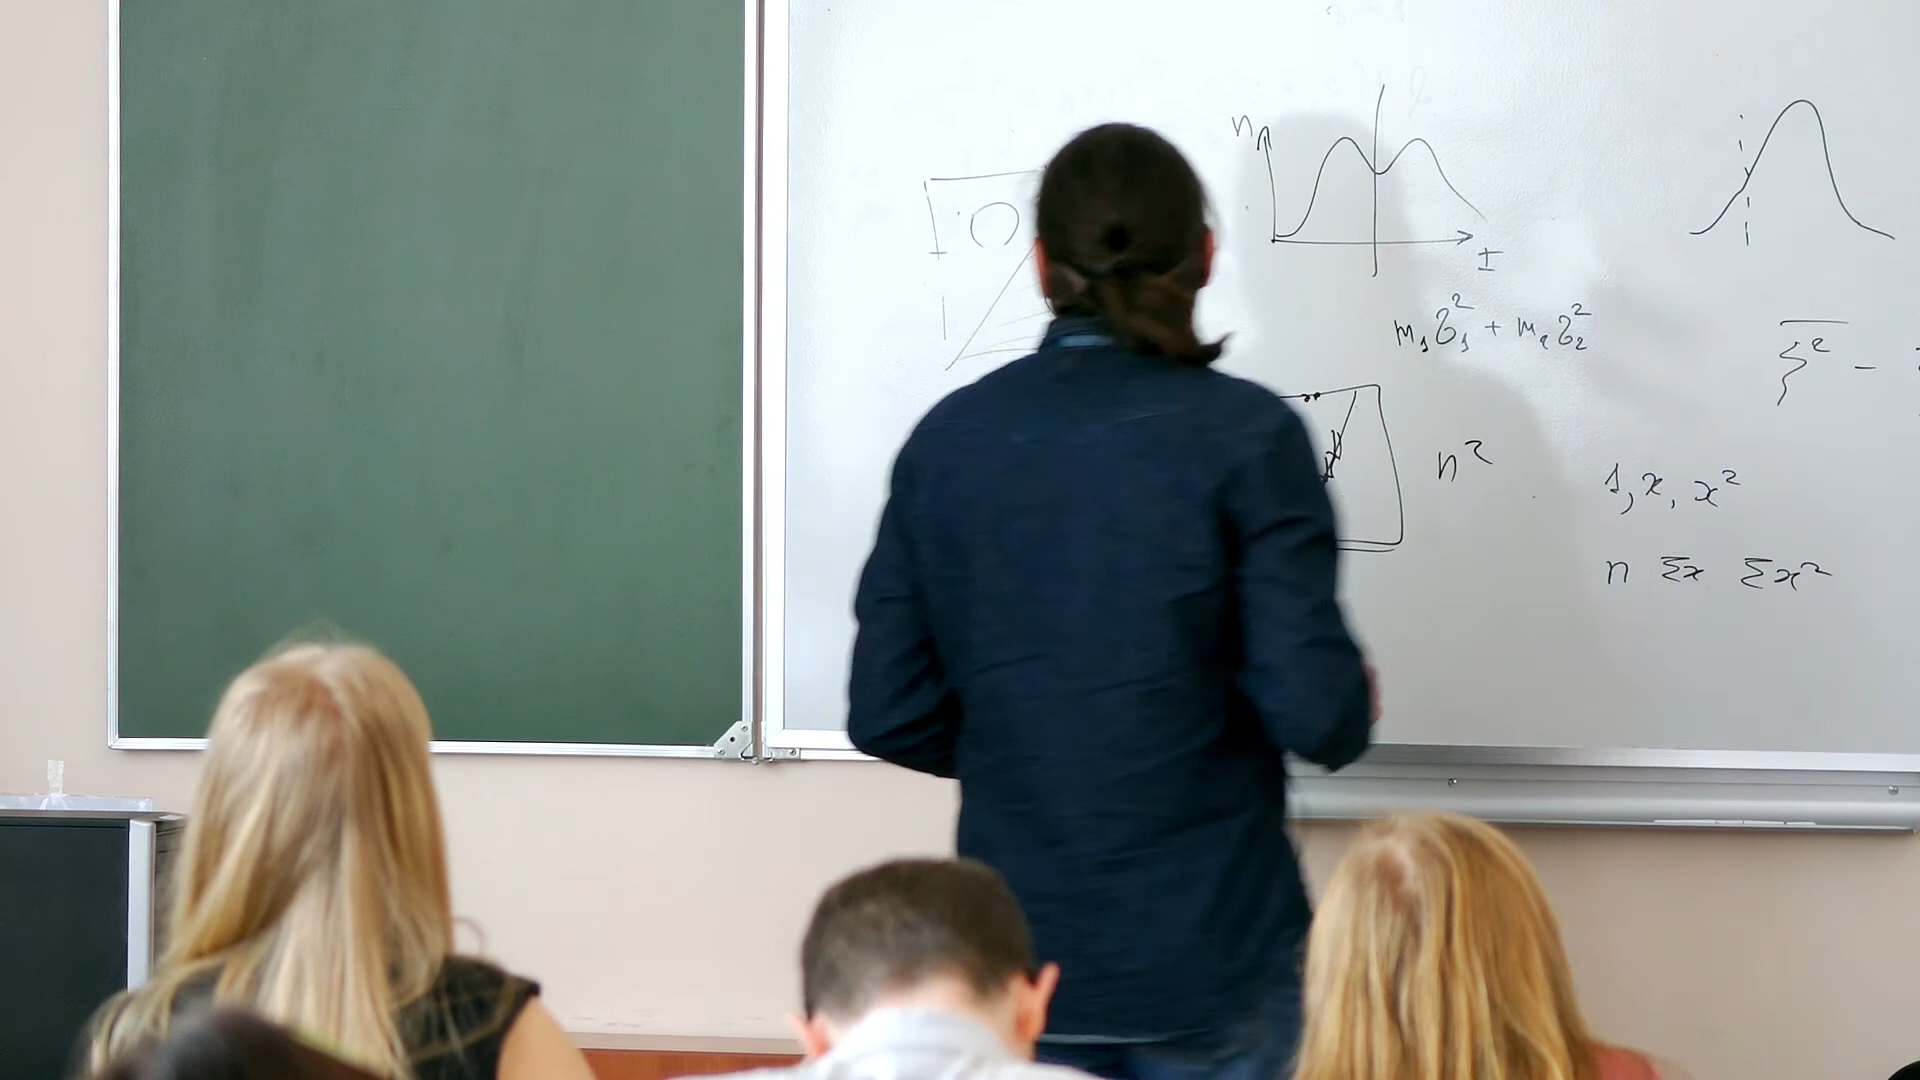 n
I
m₁σ₁² + m₂σ₂²
ξ² −
n²
1, x, x²
n Σx Σx²